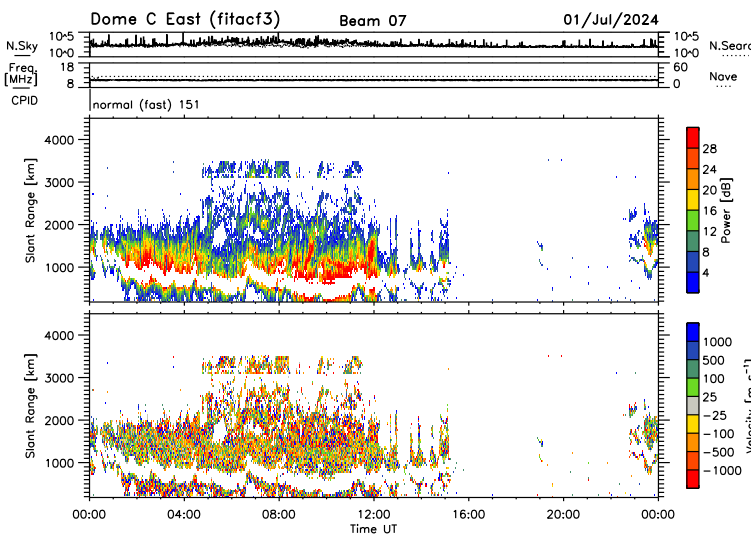 Dome C East (fitacf3) Beam 07 01/Jul/2024
N.Sky 10^5 10^0 10^5 10^0 N.Searc
Freq [MHz] 18 8 60 0 Nave
CPID normal (fast) 151
Slant Range [km] 4000 3000 2000 1000
Power [dB] 28 24 20 16 12 8 4
Slant Range [km] 4000 3000 2000 1000
Velocity [m s^-1] 1000 500 100 25 -25 -100 -500 -1000
00:00 04:00 08:00 12:00 16:00 20:00 00:00
Time UT